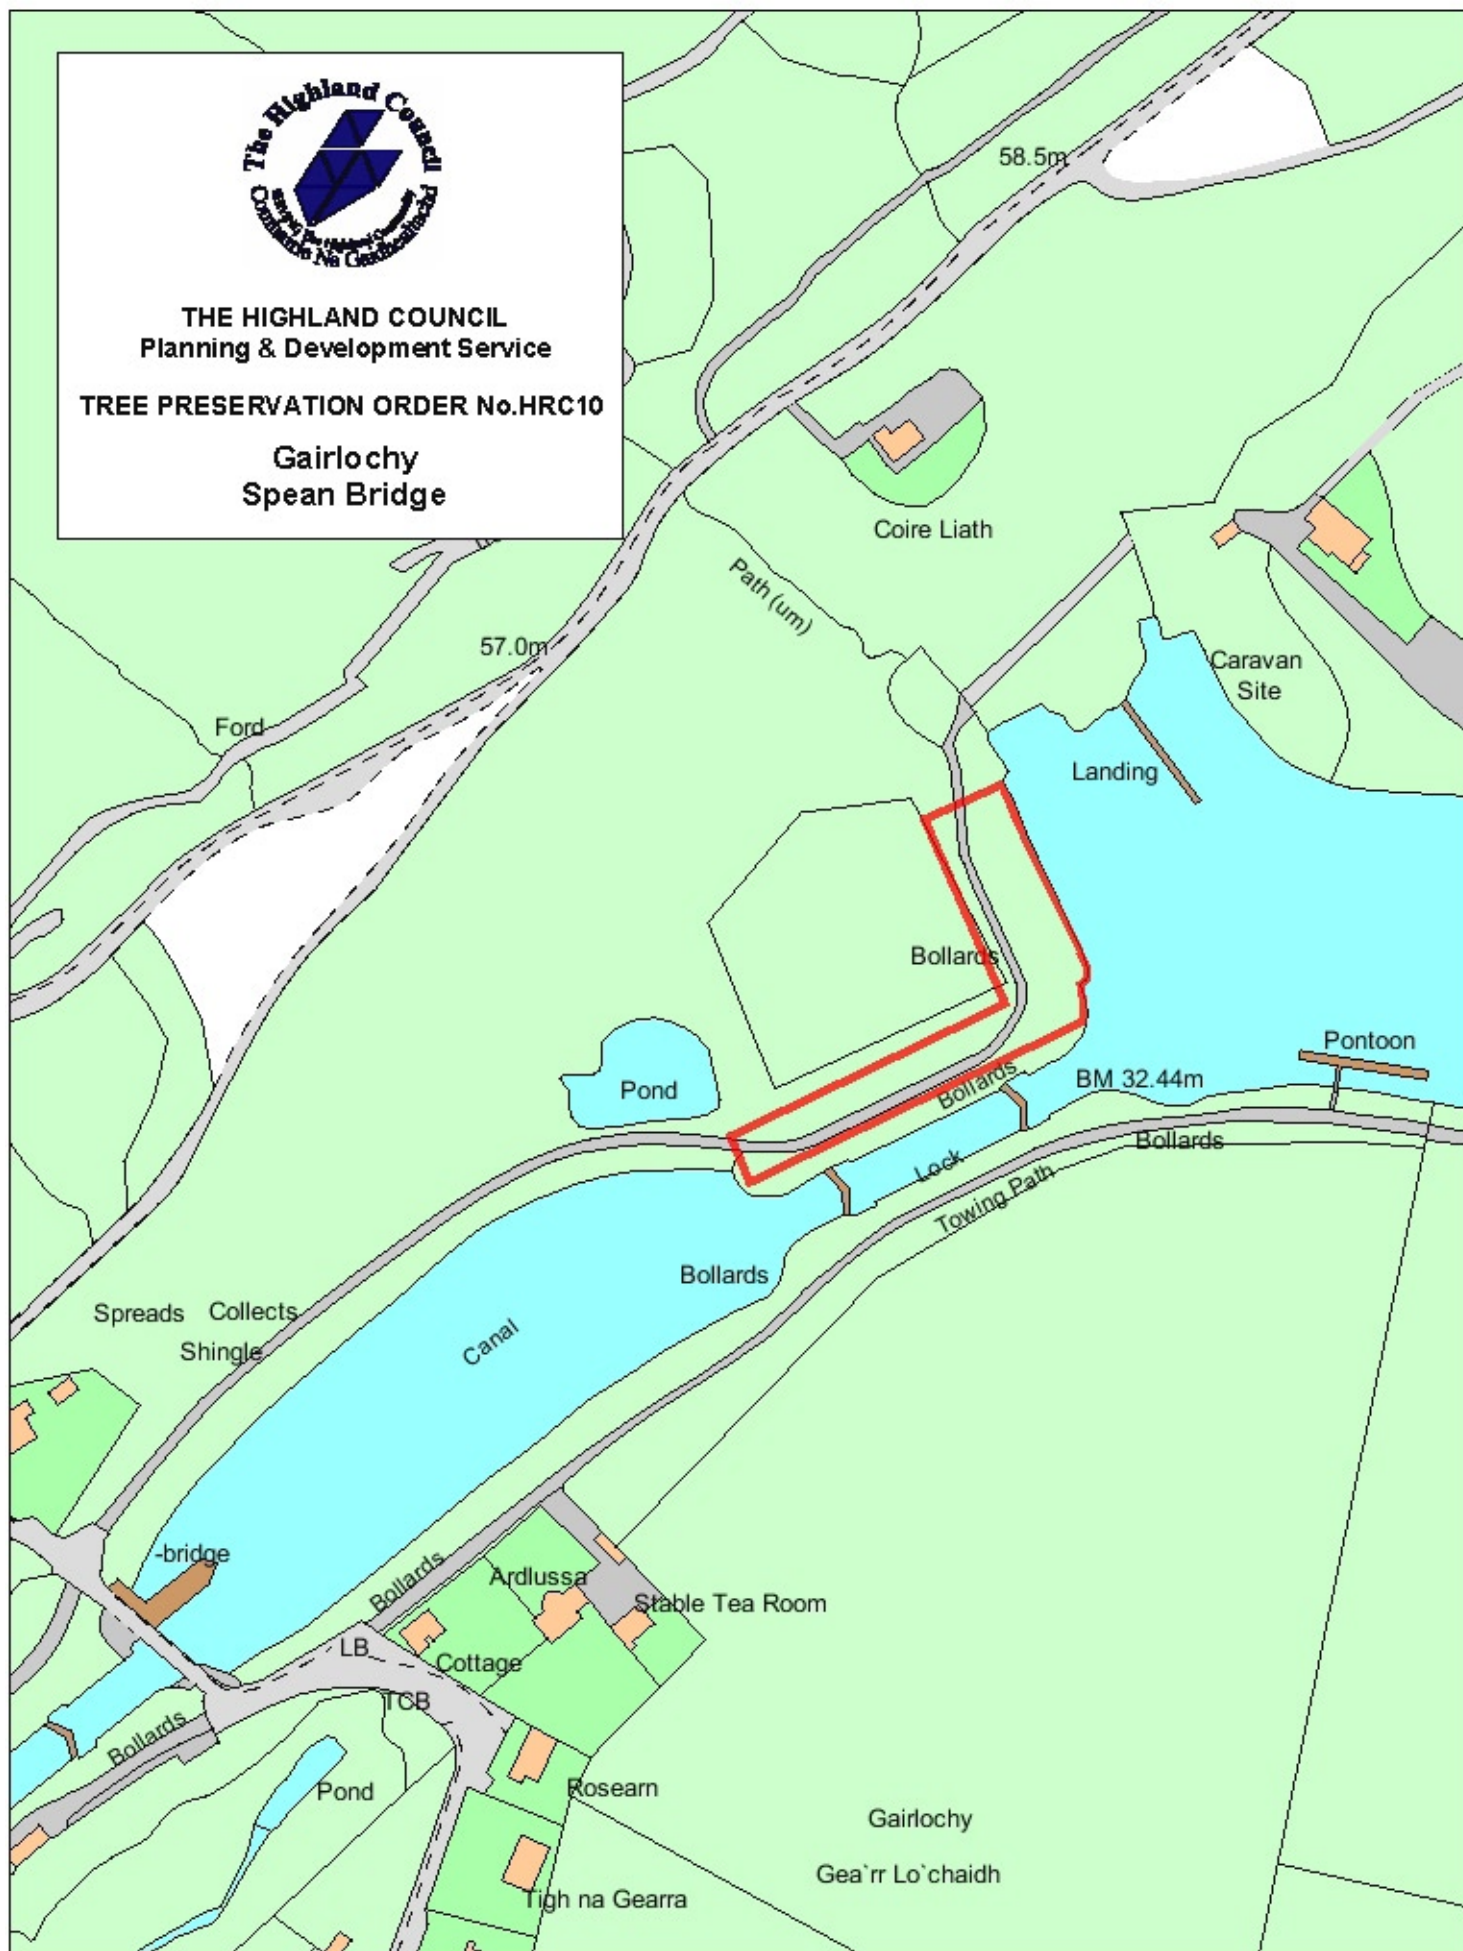 The Highland Council
Comhairle Na Gaidhealtachd
THE HIGHLAND COUNCIL
Planning & Development Service
TREE PRESERVATION ORDER No.HRC10
Gairlochy
Spean Bridge
58.5m
Coire Liath
Path (um)
57.0m
Caravan
Site
Ford
Landing
Bollards
Pontoon
Pond
Bollards
BM 32.44m
Bollards
Lock
Towing Path
Bollards
Spreads
Collects
Shingle
Canal
-bridge
Bollards
Ardlussa
Stable Tea Room
LB
Cottage
TCB
Bollards
Pond
Rosearn
Gairlochy
Gea`rr Lo`chaidh
Tigh na Gearra